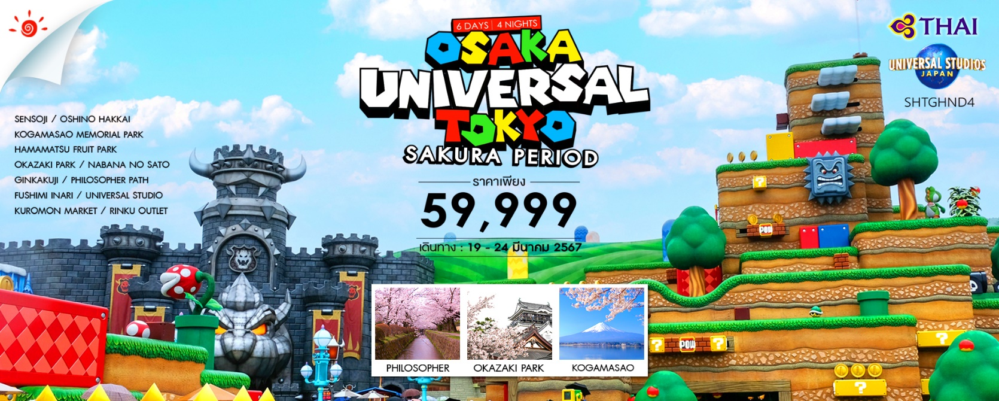 6 DAYS | 4 NIGHTS
OSAKA
UNIVERSAL
TOKYO
SAKURA PERIOD
ราคาเพียง
59,999
เดินทาง : 19 - 24 มีนาคม 2567
SENSOJI / OSHINO HAKKAI
KOGAMASAO MEMORIAL PARK
HAMAMATSU FRUIT PARK
OKAZAKI PARK / NABANA NO SATO
GINKAKUJI / PHILOSOPHER PATH
FUSHIMI INARI / UNIVERSAL STUDIO
KUROMON MARKET / RINKU OUTLET
THAI
UNIVERSAL STUDIOS
JAPAN
SHTGHND4
?
POW
? POW ?
?
?
PHILOSOPHER
OKAZAKI PARK
KOGAMASAO